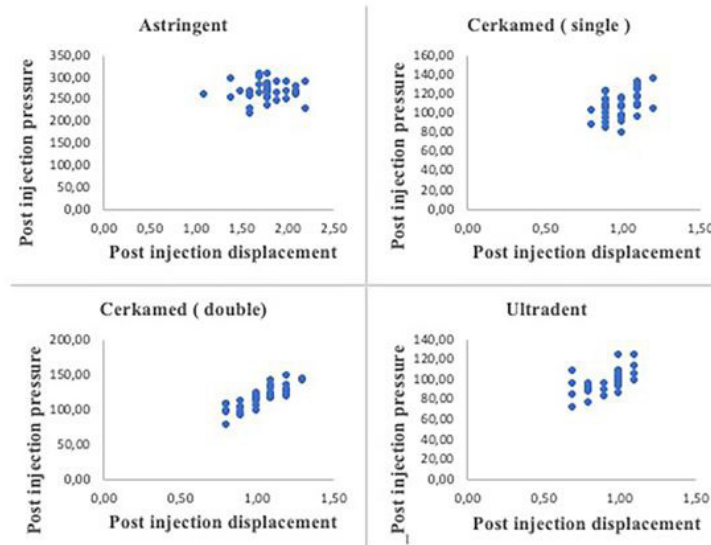 Astringent
Post injection pressure
350,00
300,00
250,00
200,00
150,00
100,00
50,00
0,00
0,00 0,50 1,00 1,50 2,00 2,50
Post injection displacement
Cerkamed ( single )
Post injection pressure
160,00
140,00
120,00
100,00
80,00
60,00
40,00
20,00
0,00
0,00 0,50 1,00 1,50
Post injection displacement
Cerkamed ( double)
Post injection pressure
200,00
150,00
100,00
50,00
0,00
0,00 0,50 1,00 1,50
Post injection displacement
Ultradent
Post injection pressure
140,00
120,00
100,00
80,00
60,00
40,00
20,00
0,00
0,00 0,50 1,00 1,50
Post injection displacement